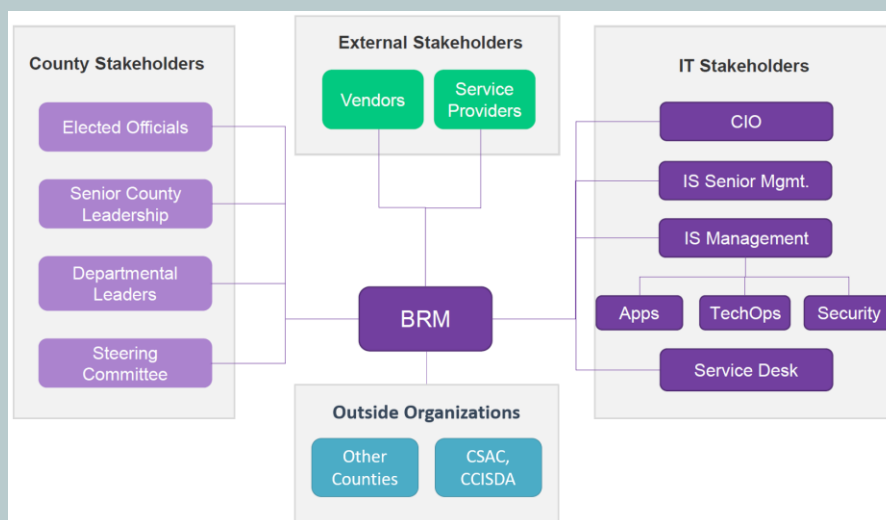 County Stakeholders
Elected Officials
Senior County
Leadership
Departmental
Leaders
Steering
Committee
External Stakeholders
Vendors
Service
Providers
BRM
Outside Organizations
Other
Counties
CSAC,
CCISDA
IT Stakeholders
CIO
IS Senior Mgmt.
IS Management
Apps
TechOps
Security
Service Desk